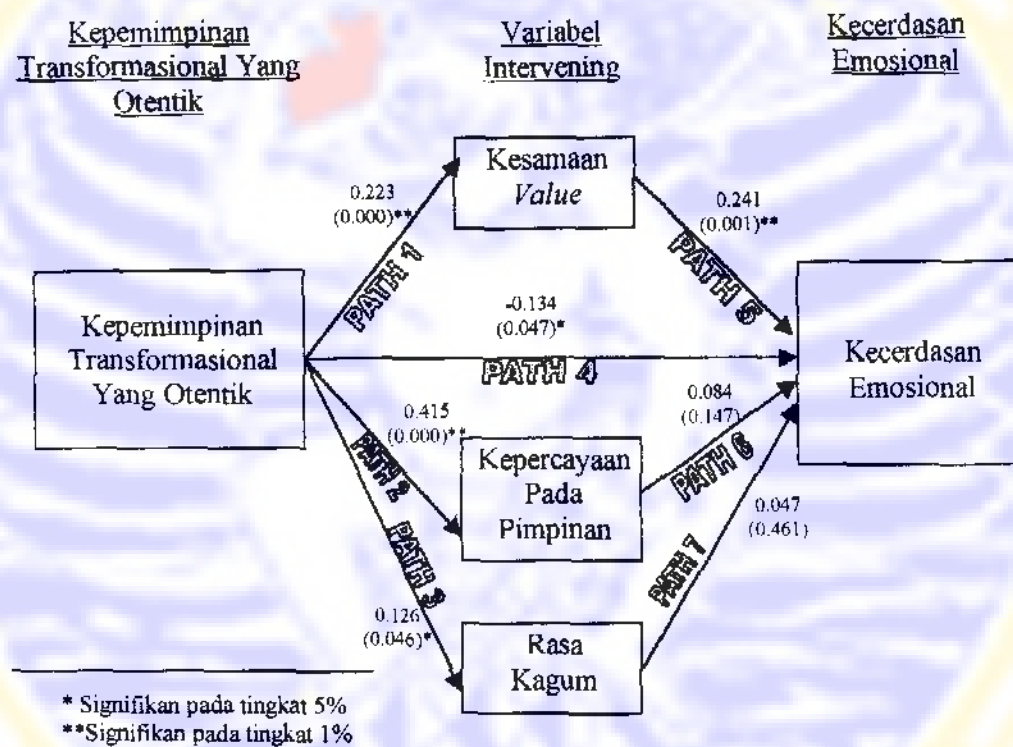 Kepemimpinan
Transformasional Yang
Otentik
Variabel
Intervening
Kecerdasan
Emosional
Kesamaan
Value
0.223
(0.000)**
0.241
(0.001)**
PATH 1
PATH 5
Kepemimpinan
Transformasional
Yang Otentik
-0.134
(0.047)*
PATH 4
Kecerdasan
Emosional
0.415
(0.000)**
0.084
(0.147)
PATH 2
Kepercayaan
Pada
Pimpinan
PATH 6
PATH 3
0.047
(0.461)
PATH 7
0.126
(0.046)*
Rasa
Kagum
* Signifikan pada tingkat 5%
**Signifikan pada tingkat 1%